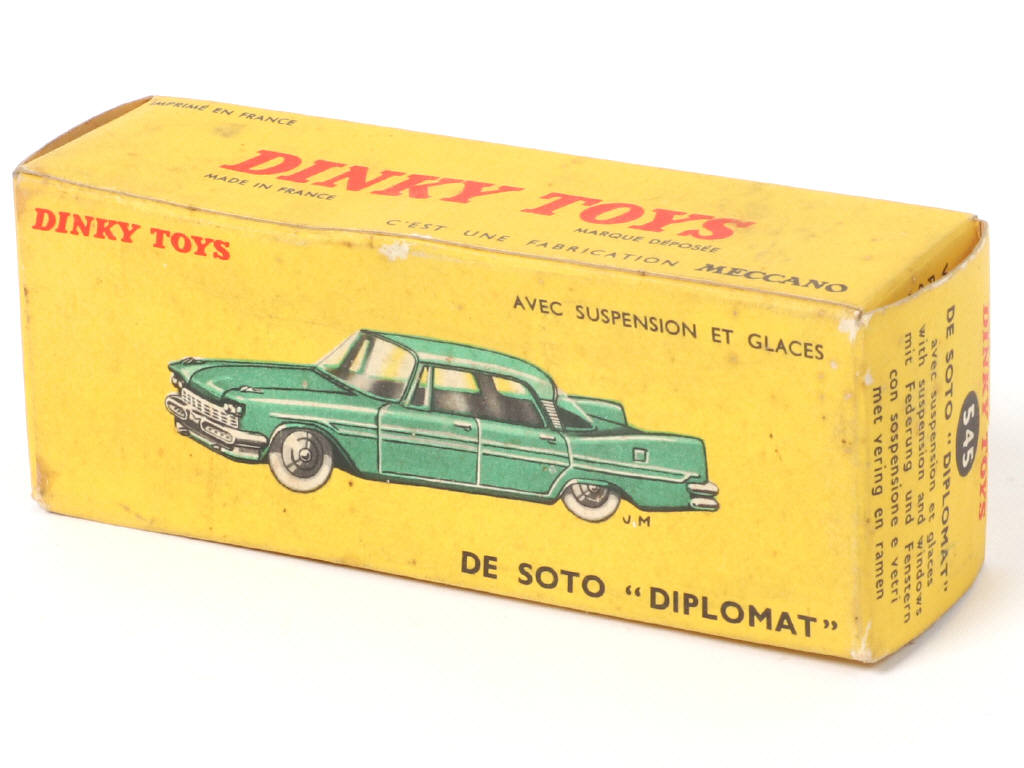 IMPRIMÉ EN FRANCE
DINKY TOYS
MADE IN FRANCE
MARQUE DÉPOSÉE
C'EST UNE FABRICATION MECCANO
DINKY TOYS
AVEC SUSPENSION ET GLACES
J.M
DE SOTO “DIPLOMAT”
DINKY TOYS
545
DE SOTO “DIPLOMAT”
avec suspension et glaces
with suspension and windows
mit Federung und Fenstern
con sospensione e vetri
met vering en ramen